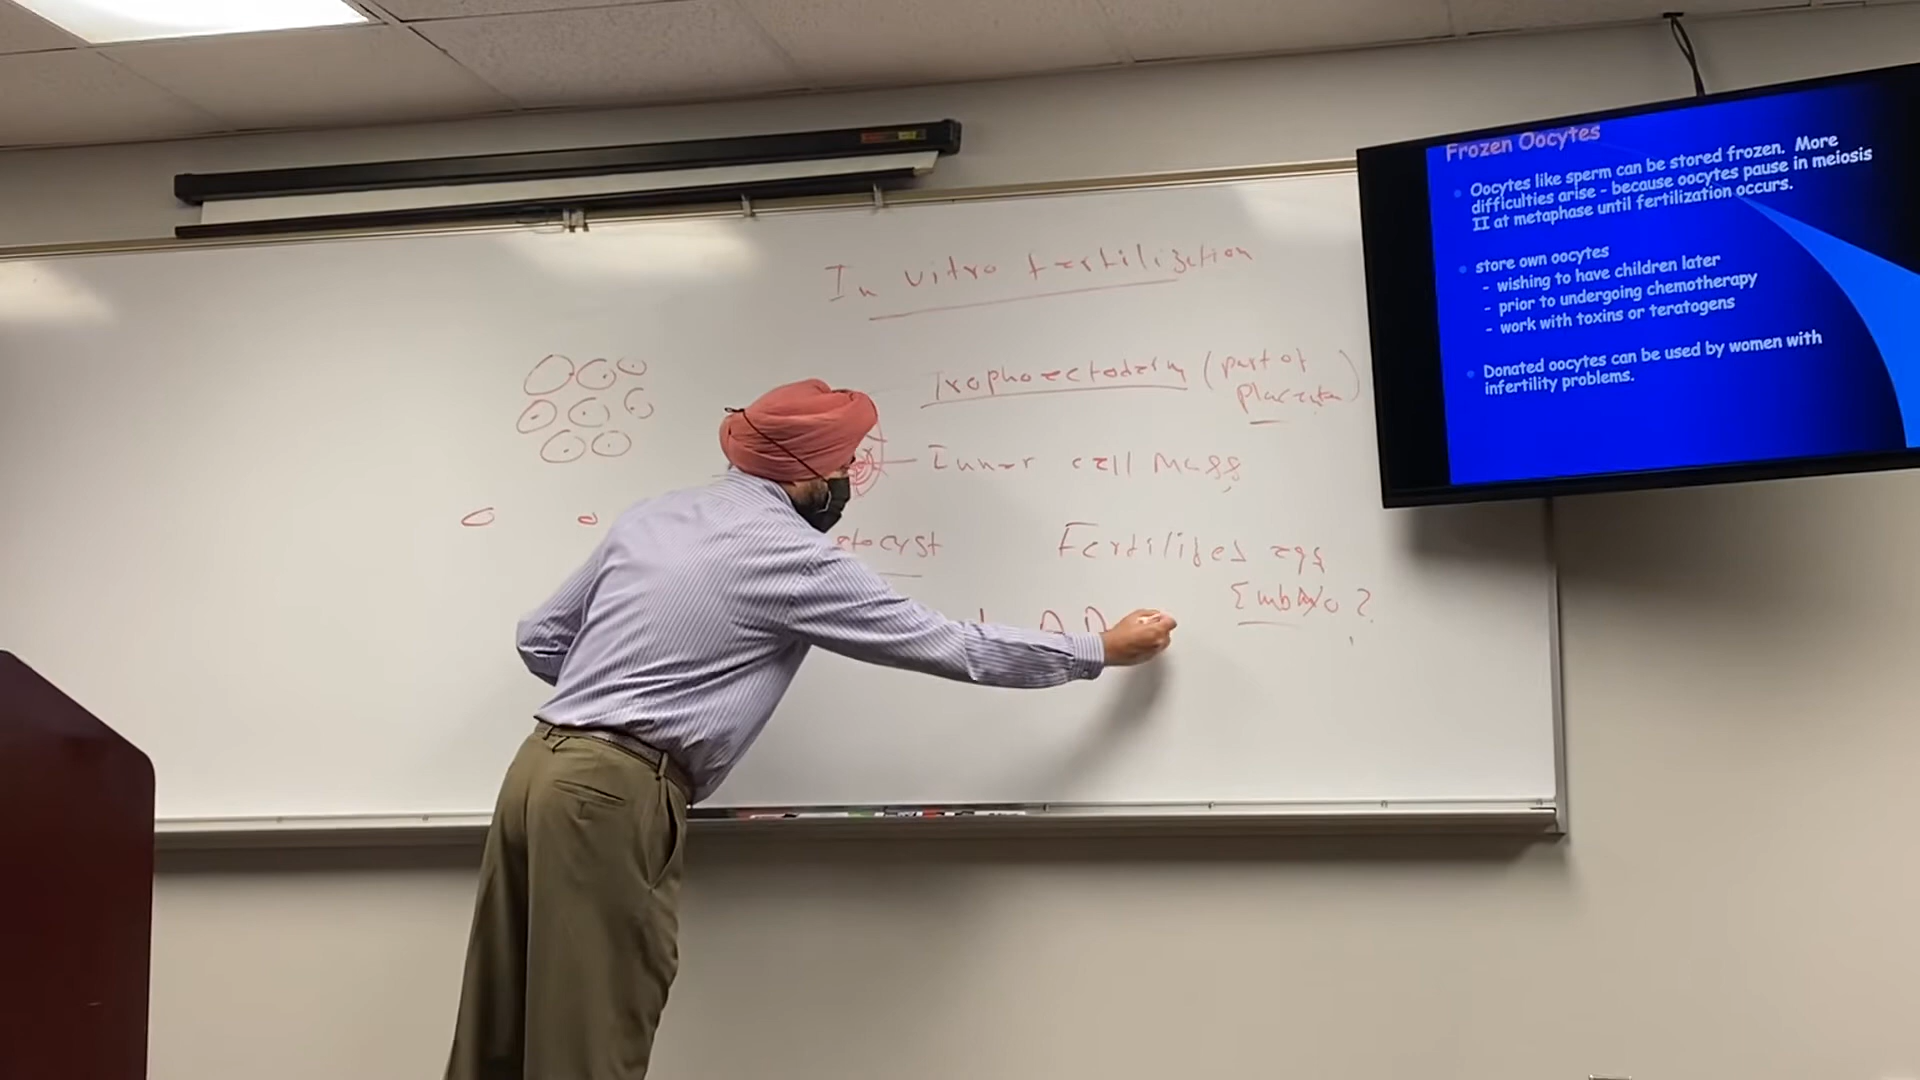 In vitro fertilization
Trophoectoderm (part of
placenta)
Inner cell Mass
stocyst
Fertilizes egg
Embryo ?
Frozen Oocytes
Oocytes like sperm can be stored frozen. More
difficulties arise - because oocytes pause in meiosis
II at metaphase until fertilization occurs.
store own oocytes
- wishing to have children later
- prior to undergoing chemotherapy
- work with toxins or teratogens
Donated oocytes can be used by women with
infertility problems.